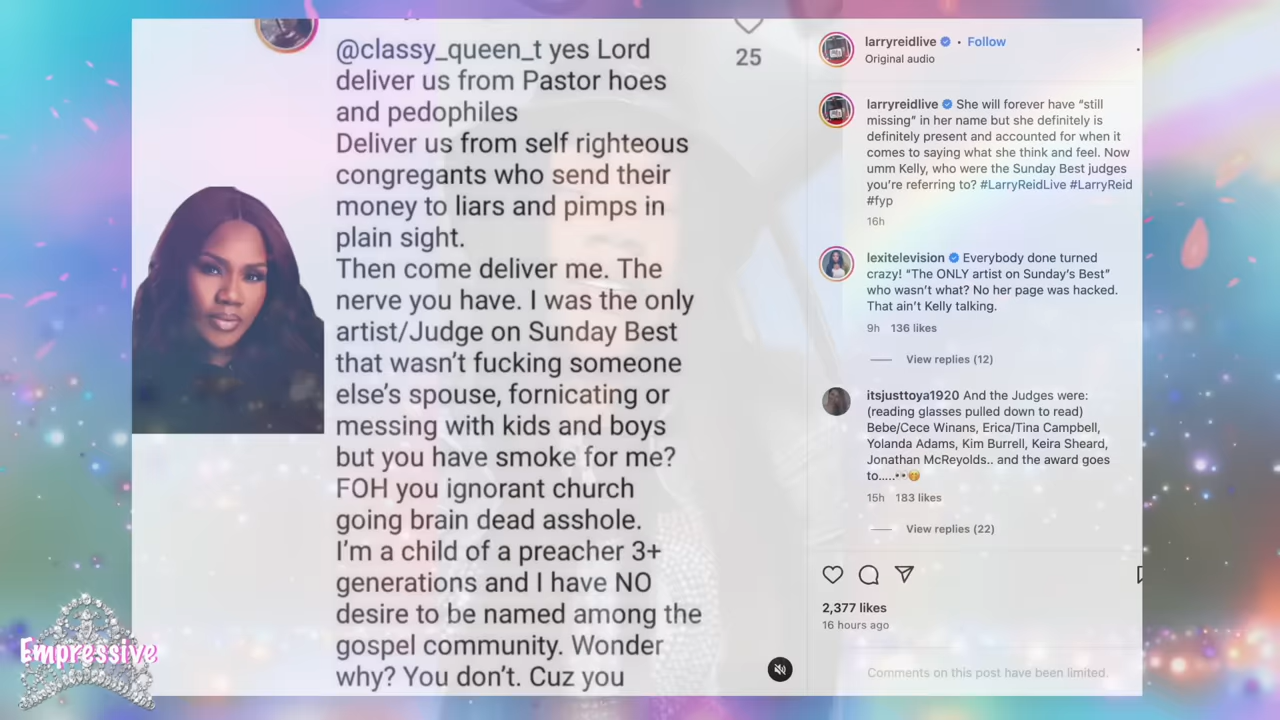 @classy_queen_t yes Lord
deliver us from Pastor hoes
and pedophiles
Deliver us from self righteous
congregants who send their
money to liars and pimps in
plain sight.
Then come deliver me. The
nerve you have. I was the only
artist/Judge on Sunday Best
that wasn't fucking someone
else's spouse, fornicating or
messing with kids and boys
but you have smoke for me?
FOH you ignorant church
going brain dead asshole.
I'm a child of a preacher 3+
generations and I have NO
desire to be named among the
gospel community. Wonder
why? You don't. Cuz you
25
larryreidlive • Follow
Original audio
larryreidlive She will forever have “still
missing” in her name but she definitely is
definitely present and accounted for when it
comes to saying what she think and feel. Now
umm Kelly, who were the Sunday Best judges
you're referring to? #LarryReidLive #LarryReid
#fyp
16h
lexitelevision Everybody done turned
crazy! “The ONLY artist on Sunday's Best”
who wasn't what? No her page was hacked.
That ain't Kelly talking.
9h 136 likes
View replies (12)
itsjusttoya1920 And the Judges were:
(reading glasses pulled down to read)
Bebe/Cece Winans, Erica/Tina Campbell,
Yolanda Adams, Kim Burrell, Keira Sheard,
Jonathan McReyolds.. and the award goes
to.....👀🤭
15h 183 likes
View replies (22)
2,377 likes
16 hours ago
Comments on this post have been limited.
Empressive